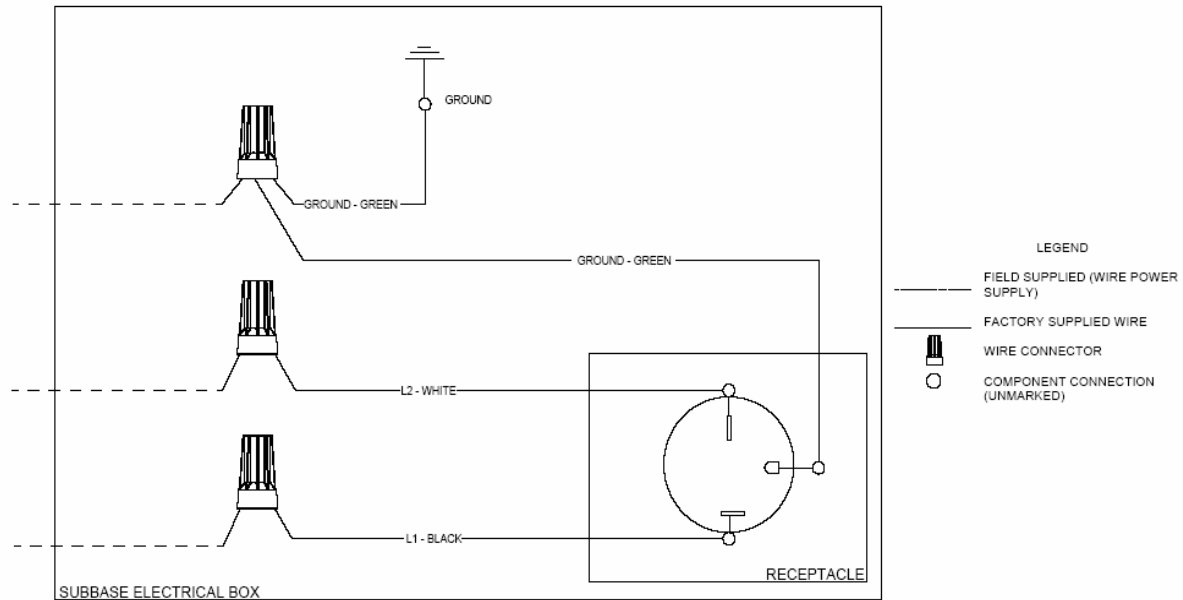 GROUND
GROUND - GREEN
GROUND - GREEN
L2 - WHITE
L1 - BLACK
RECEPTACLE
SUBBASE ELECTRICAL BOX
LEGEND
FIELD SUPPLIED (WIRE POWER
SUPPLY)
FACTORY SUPPLIED WIRE
WIRE CONNECTOR
COMPONENT CONNECTION
(UNMARKED)